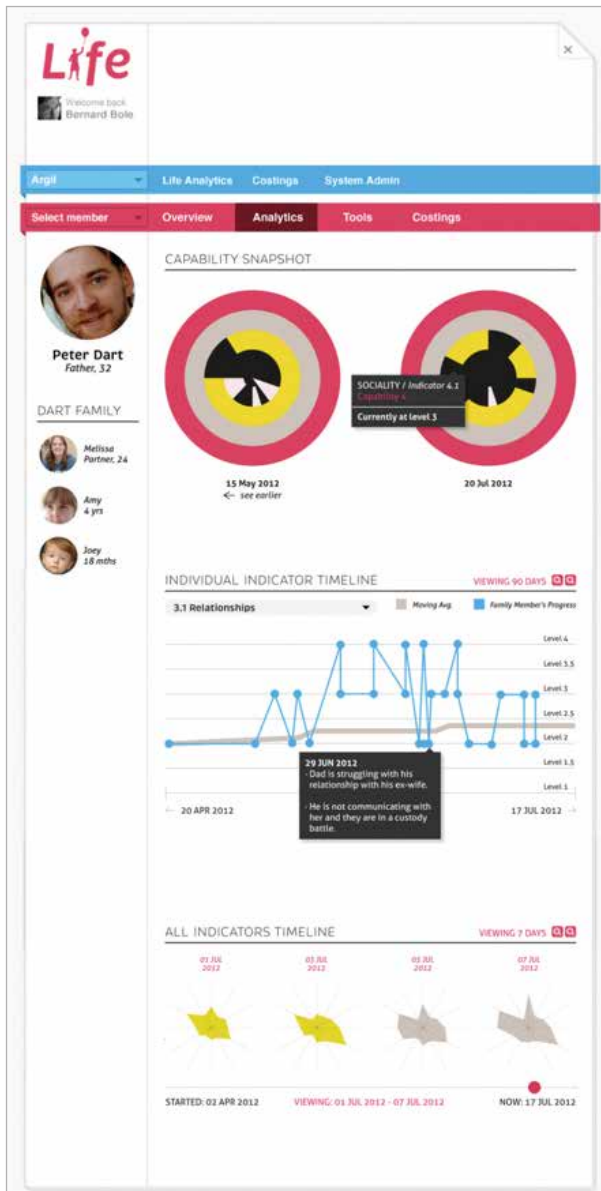 Life
×
Welcome back
Bernard Bole
Argil
Life Analytics
Costings
System Admin
Select member
Overview
Analytics
Tools
Costings
Peter Dart
Father, 32
DART FAMILY
Melissa
Partner, 24
Amy
4 yrs
Joey
18 mths
CAPABILITY SNAPSHOT
SOCIALITY / Indicator 4.1
Capability 4
Currently at level 3
15 May 2012
← see earlier
20 Jul 2012
INDIVIDUAL INDICATOR TIMELINE
VIEWING 90 DAYS
3.1 Relationships
Moving Avg.
Family Member's Progress
Level 4
Level 3.5
Level 3
Level 2.5
Level 2
Level 1.5
Level 1
29 JUN 2012
- Dad is struggling with his
relationship with his ex-wife.
- He is not communicating with
her and they are in a custody
battle.
← 20 APR 2012
17 JUL 2012 →
ALL INDICATORS TIMELINE
VIEWING 7 DAYS
01 JUL
2012
03 JUL
2012
05 JUL
2012
07 JUL
2012
STARTED: 02 APR 2012
VIEWING: 01 JUL 2012 - 07 JUL 2012
NOW: 17 JUL 2012